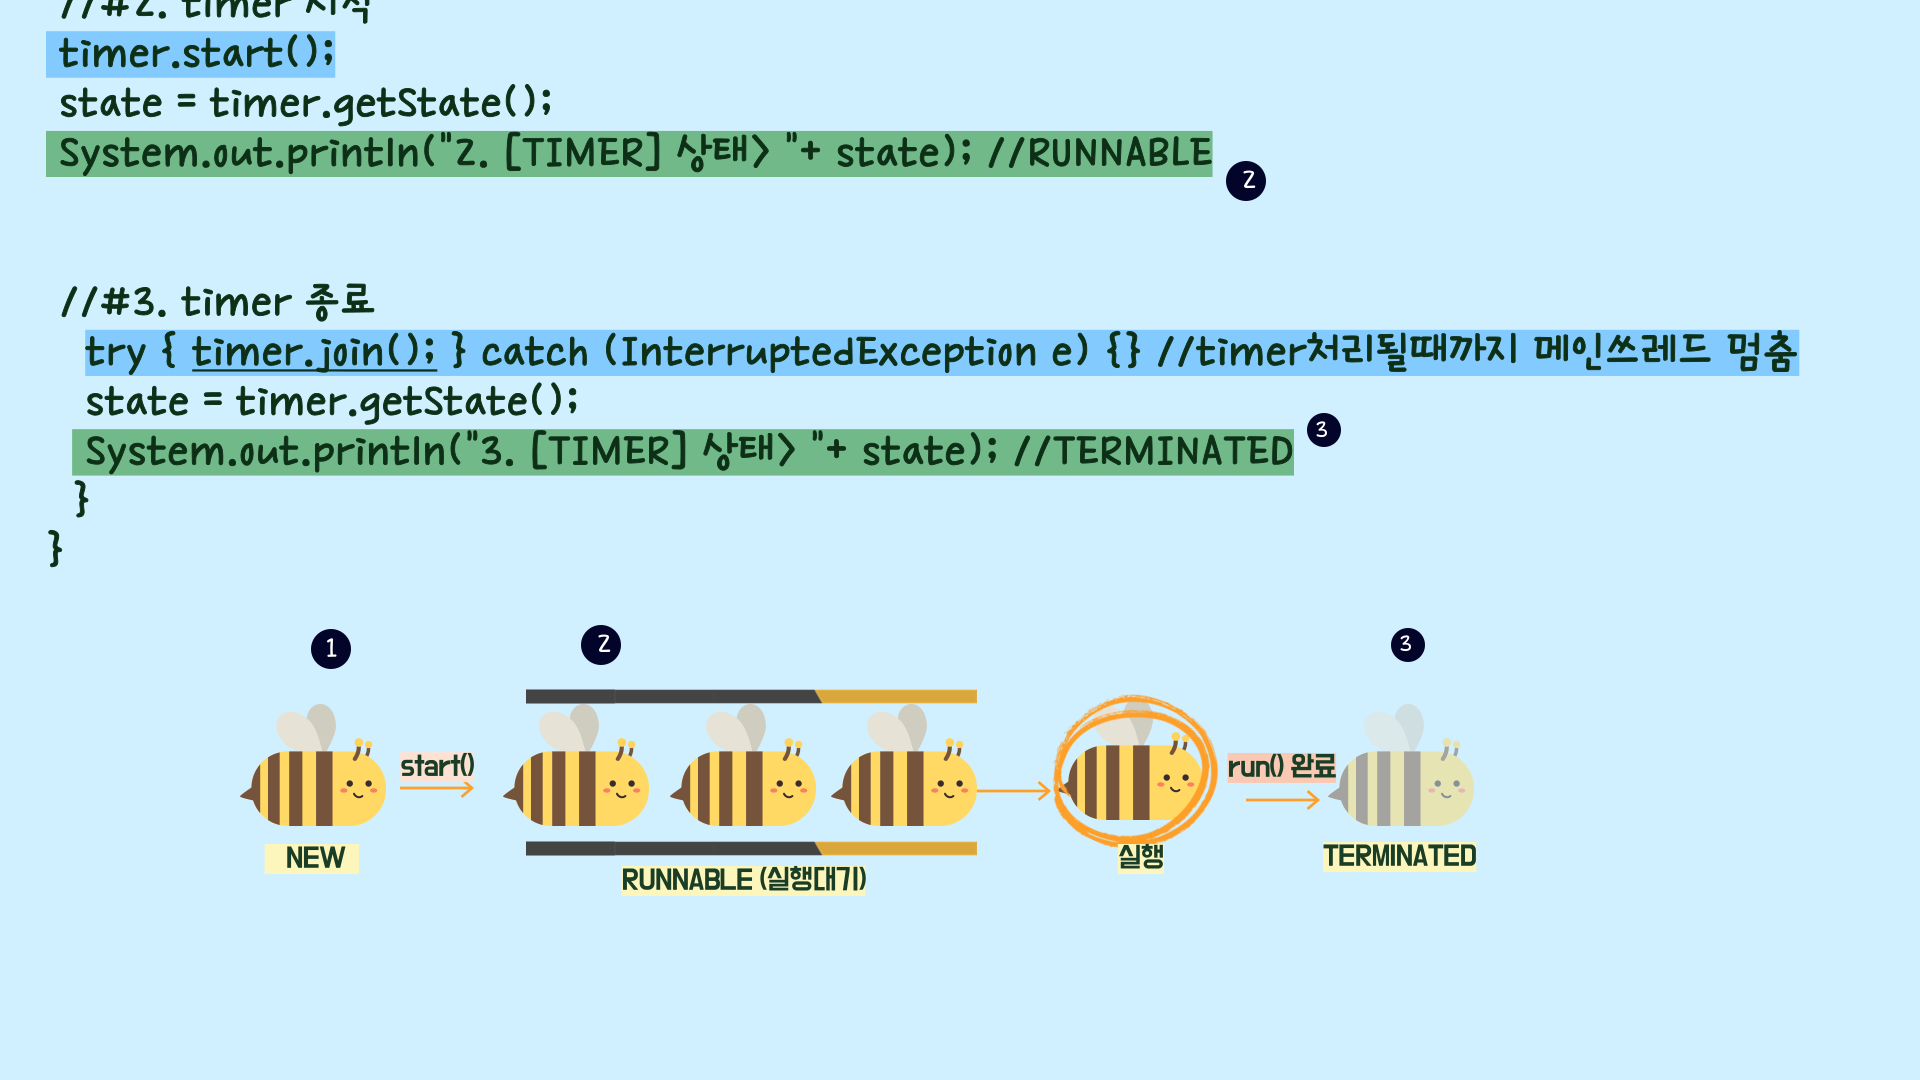 //#2. timer 시작
timer.start();
state = timer.getState();
System.out.println("2. [TIMER] 상태> "+ state); //RUNNABLE
2
//#3. timer 종료
try { timer.join(); } catch (InterruptedException e) {} //timer처리될때까지 메인쓰레드 멈춤
state = timer.getState();
System.out.println("3. [TIMER] 상태> "+ state); //TERMINATED
3
}
}
1
2
3
start()
run() 완료
NEW
RUNNABLE (실행대기)
실행
TERMINATED